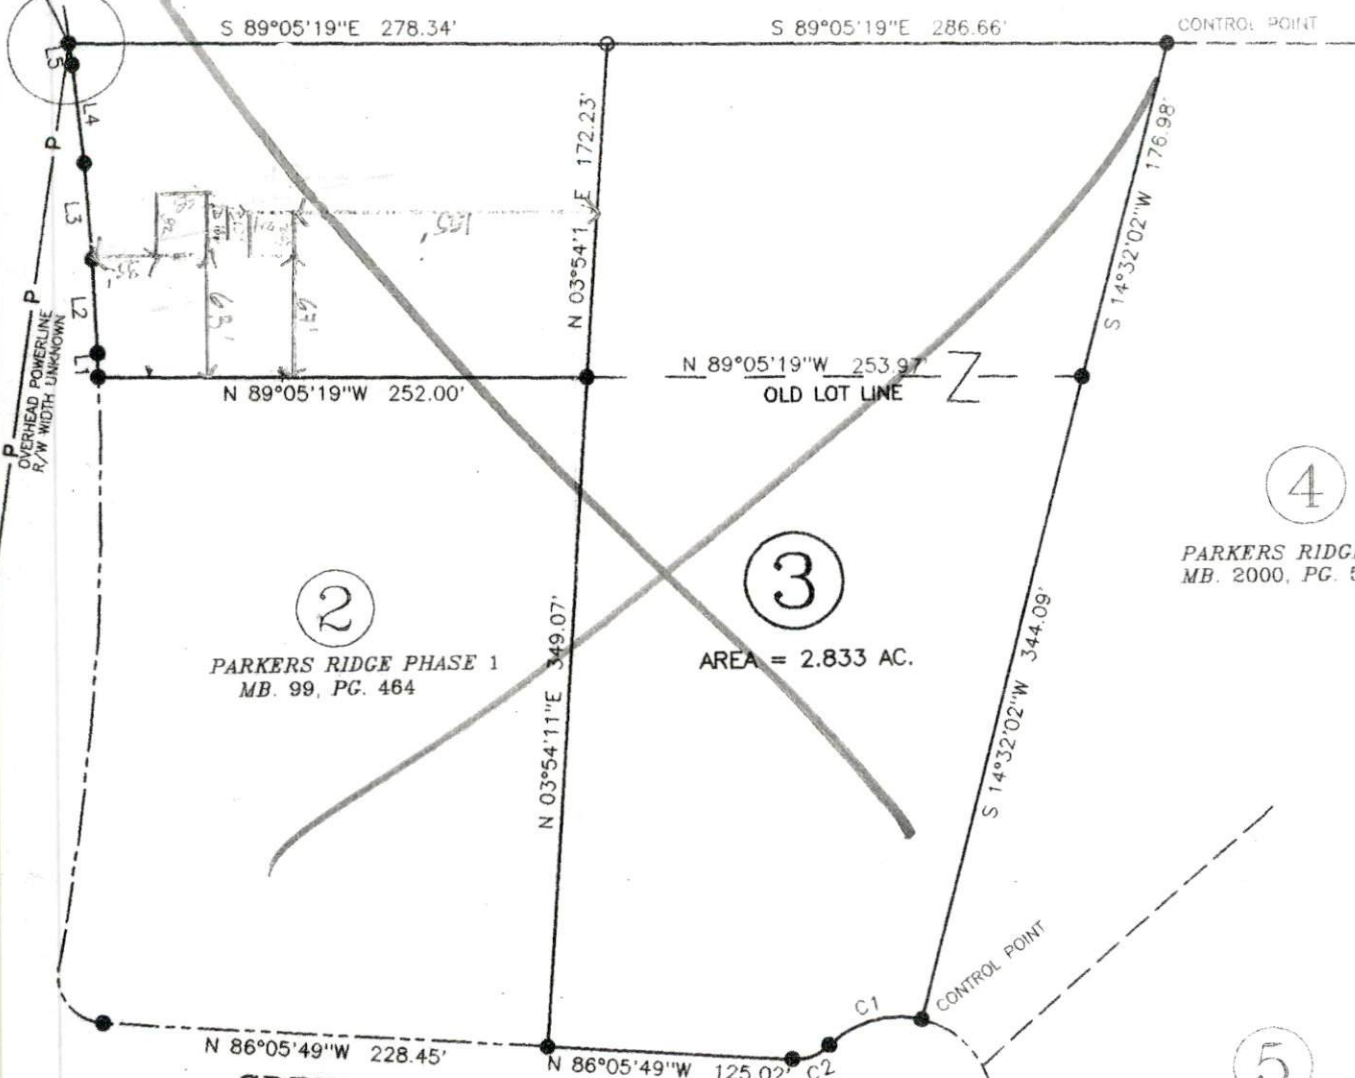 S 89°05'19"E 278.34'
S 89°05'19"E 286.66'
CONTROL POINT
L5
L4
L3
L2
L1
P
P
P
OVERHEAD POWERLINE
R/W WIDTH UNKNOWN
N 03°54'1 E 172.23'
S 14°32'02"W 176.98'
155'
35'
63'
67'
N 89°05'19"W 252.00'
N 89°05'19"W 253.97'
OLD LOT LINE
Z
4
PARKERS RIDG
MB. 2000, PG.
2
PARKERS RIDGE PHASE 1
MB. 99, PG. 464
3
AREA = 2.833 AC.
N 03°54'11"E 349.07'
S 14°32'02"W 344.09'
CONTROL POINT
C1
C2
N 86°05'49"W 228.45'
N 86°05'49"W 125.02'
5